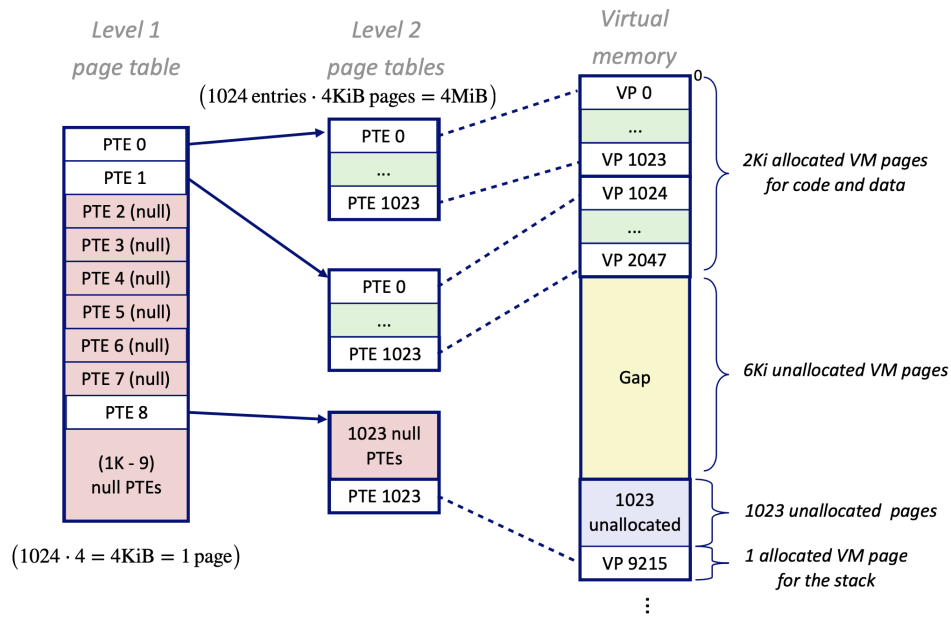 Level 1
page table
Level 2
page tables
Virtual
memory
(1024 entries · 4KiB pages = 4MiB)
PTE 0
PTE 1
PTE 2 (null)
PTE 3 (null)
PTE 4 (null)
PTE 5 (null)
PTE 6 (null)
PTE 7 (null)
PTE 8
(1K - 9)
null PTEs
(1024 · 4 = 4KiB = 1 page)
PTE 0
...
PTE 1023
PTE 0
...
PTE 1023
1023 null
PTEs
PTE 1023
0
VP 0
...
VP 1023
VP 1024
...
VP 2047
Gap
1023
unallocated
VP 9215
...
2Ki allocated VM pages
for code and data
6Ki unallocated VM pages
1023 unallocated pages
1 allocated VM page
for the stack